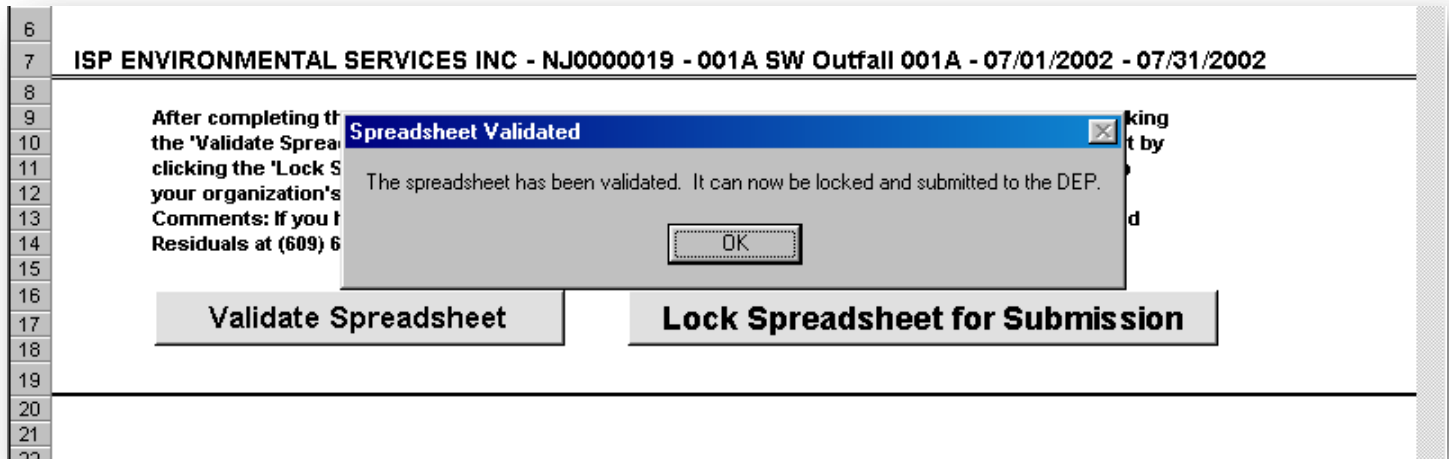 6
7 ISP ENVIRONMENTAL SERVICES INC - NJ0000019 - 001A SW Outfall 001A - 07/01/2002 - 07/31/2002
8
9 After completing king
10 the 'Validate t by
11 clicking the 'Lock
12 your organization's
13 Comments: If you d
14 Residuals at (609) 6
15
Spreadsheet Validated
The spreadsheet has been validated. It can now be locked and submitted to the DEP.
OK
16
17 Validate Spreadsheet Lock Spreadsheet for Submission
18
19
20
21